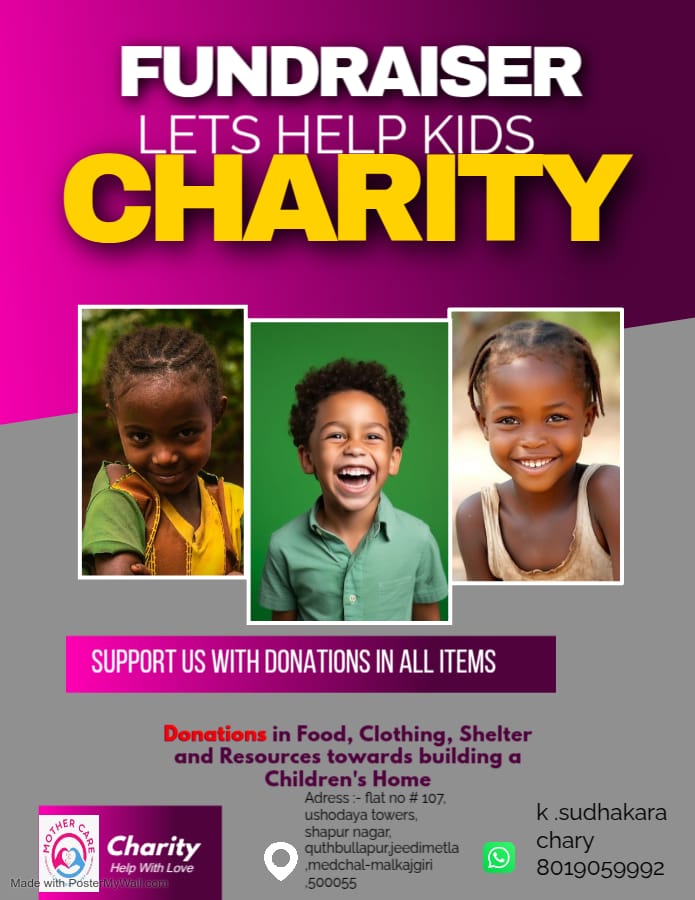 FUNDRAISER
LETS HELP KIDS
CHARITY
SUPPORT US WITH DONATIONS IN ALL ITEMS
Donations in Food, Clothing, Shelter
and Resources towards building a
Children's Home
MOTHER CARE
Charity
Help With Love
Adress :- flat no # 107,
ushodaya towers,
shapur nagar,
quthbullapur,jeedimetla
,medchal-malkajgiri
,500055
k .sudhakara
chary
8019059992
Made with PosterMyWall.com